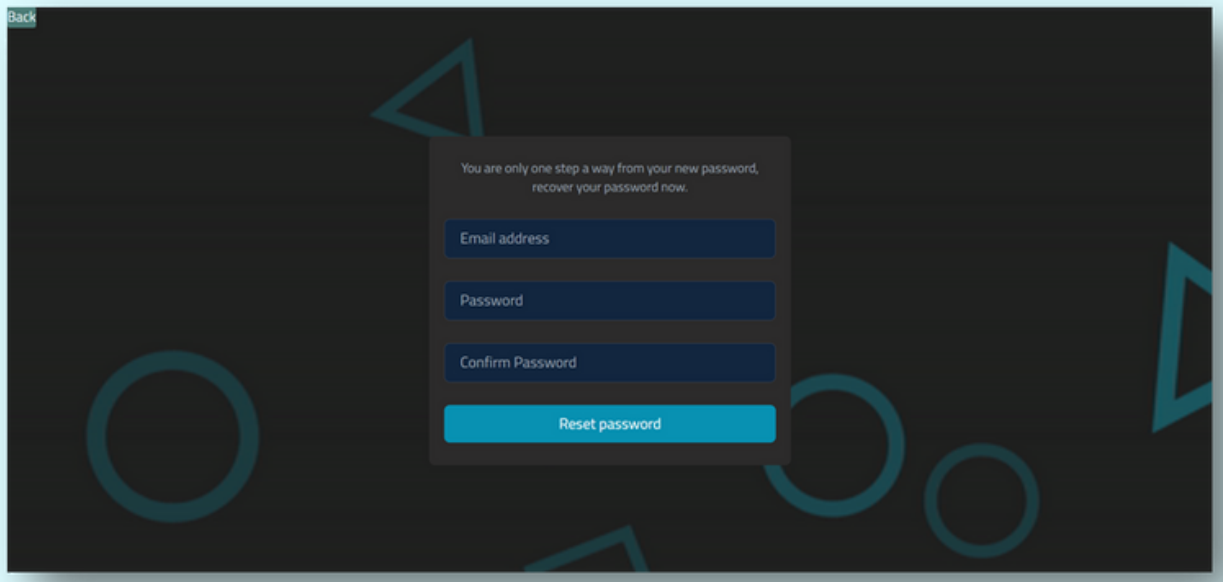 Back
You are only one step a way from your new password,
recover your password now.
Email address
Password
Confirm Password
Reset password